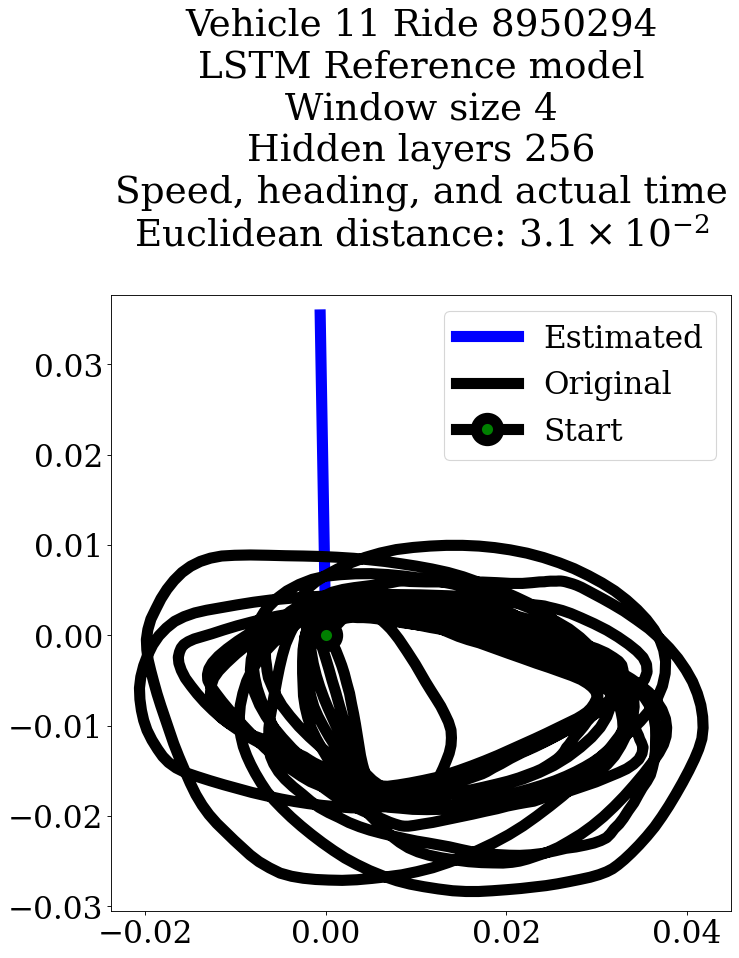 Vehicle 11 Ride 8950294
LSTM Reference model
Window size 4
Hidden layers 256
Speed, heading, and actual time
Euclidean distance: 3.1 × 10⁻²
Estimated
Original
Start
0.03
0.02
0.01
0.00
−0.01
−0.02
−0.03
−0.02 0.00 0.02 0.04